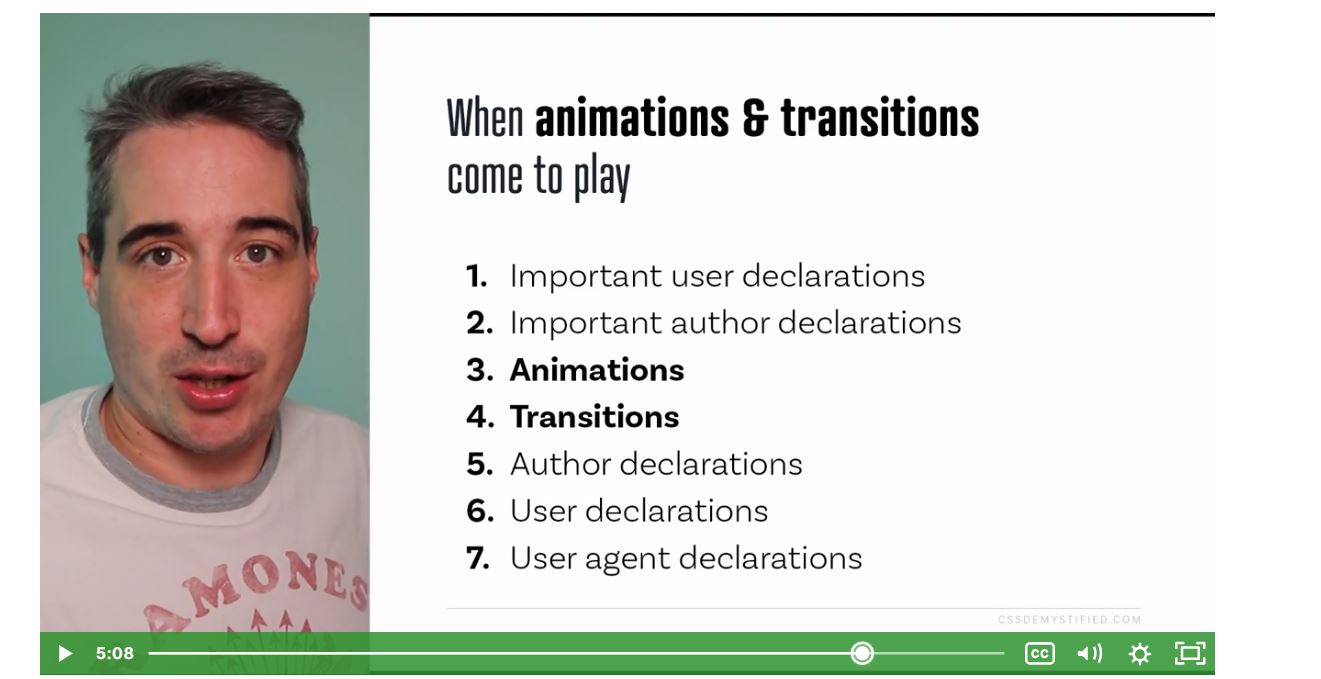 When animations & transitions
come to play
1. Important user declarations
2. Important author declarations
3. Animations
4. Transitions
5. Author declarations
6. User declarations
7. User agent declarations
CSSDEMYSTIFIED.COM
AMONES
5:08
CC